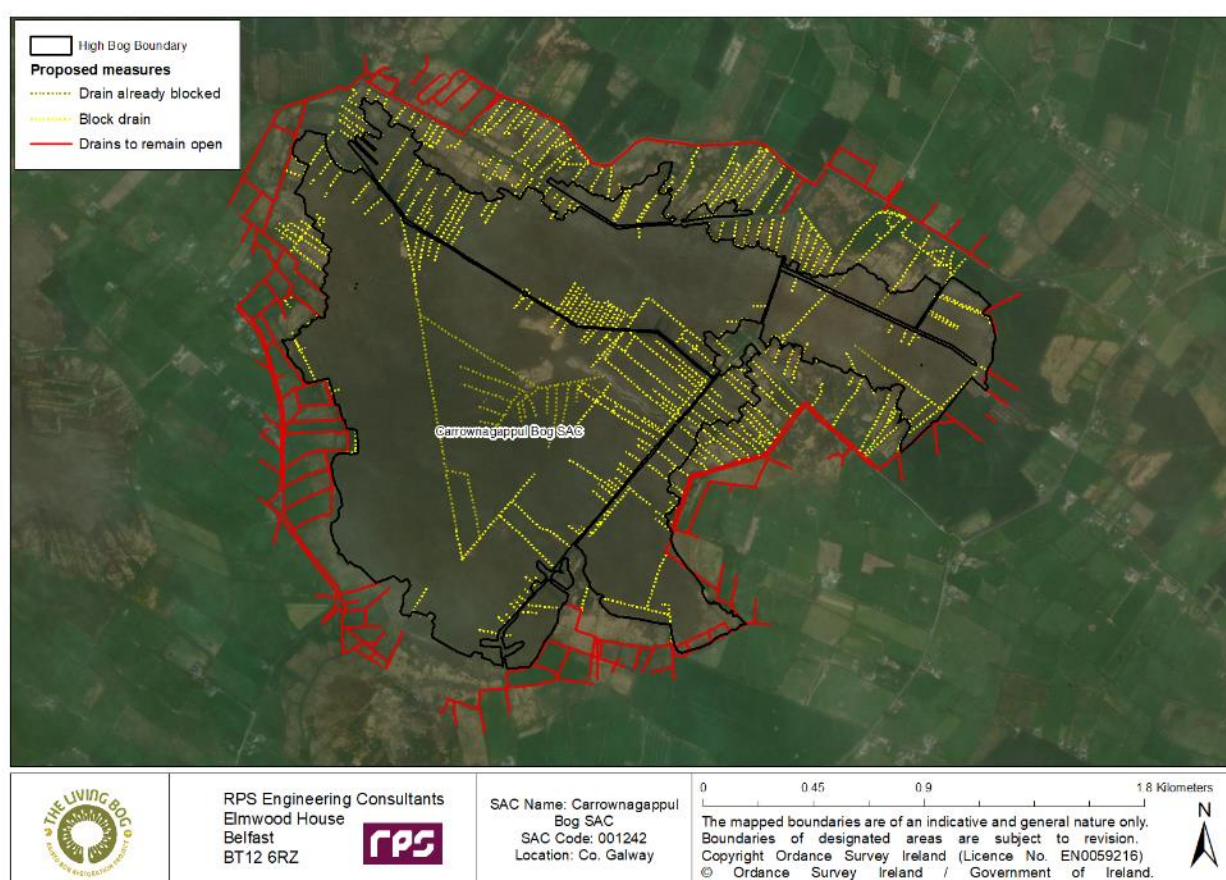 High Bog Boundary
Proposed measures
Drain already blocked
Block drain
Drains to remain open
Carrownagappul Bog SAC
THE LIVING BOG
RAISED BOG RESTORATION PROJECT
RPS Engineering Consultants
Elmwood House
Belfast
BT12 6RZ
rps
SAC Name: Carrownagappul
Bog SAC
SAC Code: 001242
Location: Co. Galway
0 0.45 0.9 1.8 Kilometers
The mapped boundaries are of an indicative and general nature only.
Boundaries of designated areas are subject to revision.
Copyright Ordance Survey Ireland (Licence No. EN0059216)
© Ordance Survey Ireland / Government of Ireland.
N